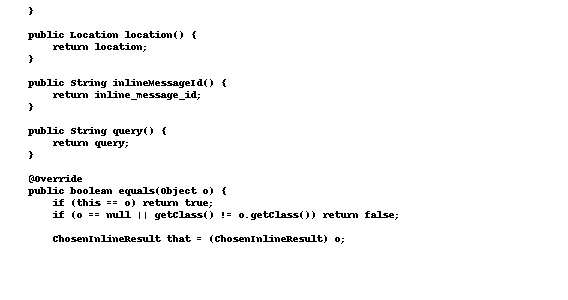 }
public Location location() {
return location;
}
public String inlineMessageId() {
return inline_message_id;
}
public String query() {
return query;
}
@Override
public boolean equals(Object o) {
if (this == o) return true;
if (o == null || getClass() != o.getClass()) return false;
ChosenInlineResult that = (ChosenInlineResult) o;